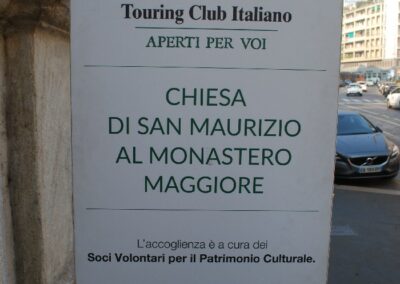 Touring Club Italiano
APERTI PER VOI
CHIESA
DI SAN MAURIZIO
AL MONASTERO
MAGGIORE
L'accoglienza è a cura dei
Soci Volontari per il Patrimonio Culturale.